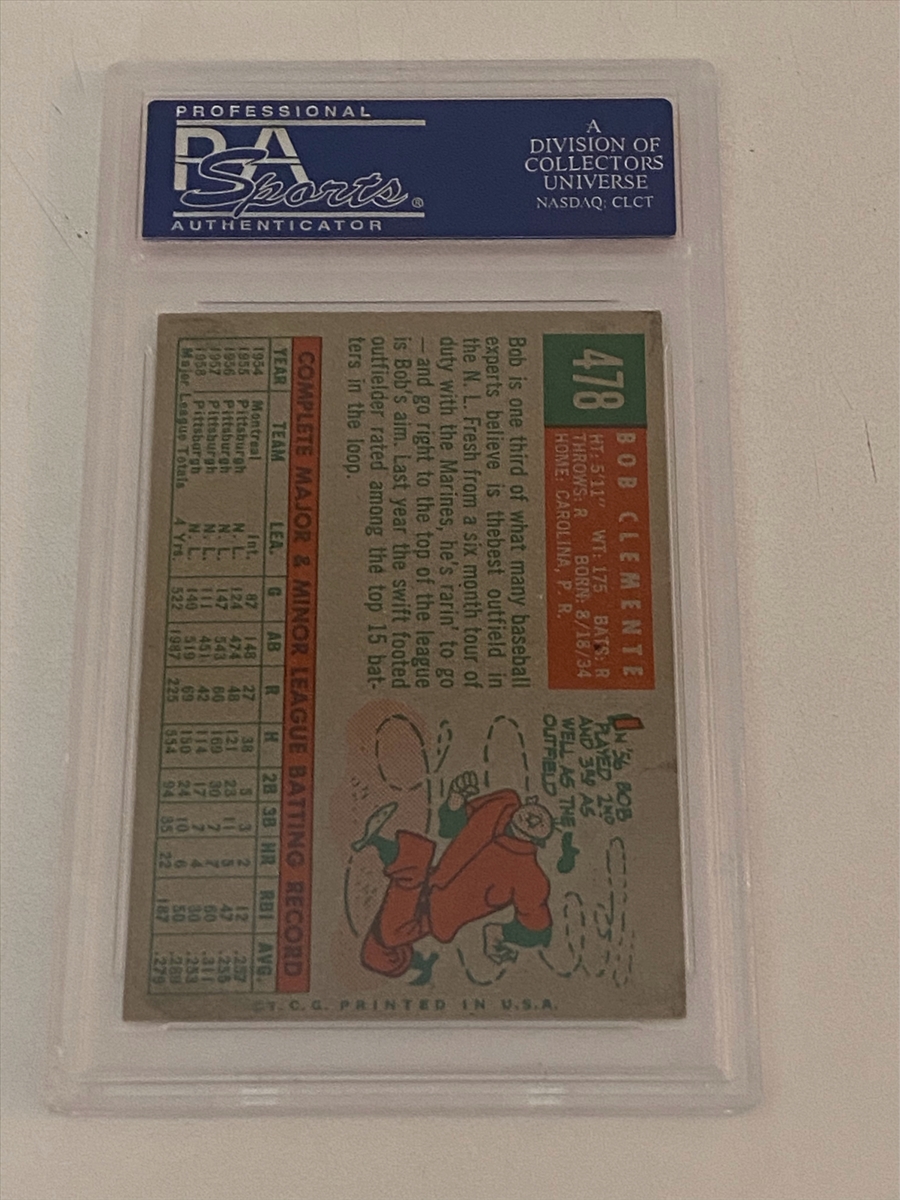 PROFESSIONAL
PSA
Sports®
AUTHENTICATOR
A
DIVISION OF
COLLECTORS
UNIVERSE
NASDAQ: CLCT
478
BOB CLEMENTE
HT: 5'11" WT: 175 BATS: R
THROWS: R BORN: 8/18/34
HOME: CAROLINA, P. R.
Bob is one third of what many baseball
experts believe is thebest outfield in
the N. L. Fresh from a six month tour of
duty with the Marines, he's rarin' to go
— and go right to the top of the league
is Bob's aim. Last year the swift footed
outfielder rated among the top 15 bat-
ters in the loop.
IN '56 BOB
PLAYED 2ND
AND 3RD AS
WELL AS THE
OUTFIELD
COMPLETE MAJOR & MINOR LEAGUE BATTING RECORD
YEAR TEAM LEA. G AB R H 2B 3B HR RBI AVG.
1954 Montreal Int. 87 148 27 38 5 3 2 12 .257
1955 Pittsburgh N. L. 124 474 48 121 23 11 5 47 .255
1956 Pittsburgh N. L. 147 543 66 169 30 7 7 60 .311
1957 Pittsburgh N. L. 111 451 42 114 17 7 4 30 .253
1958 Pittsburgh N. L. 140 519 69 150 24 10 6 50 .289
Major League Totals 4 Yrs. 522 1987 225 554 94 35 22 187 .279
©T. C. G. PRINTED IN U.S.A.